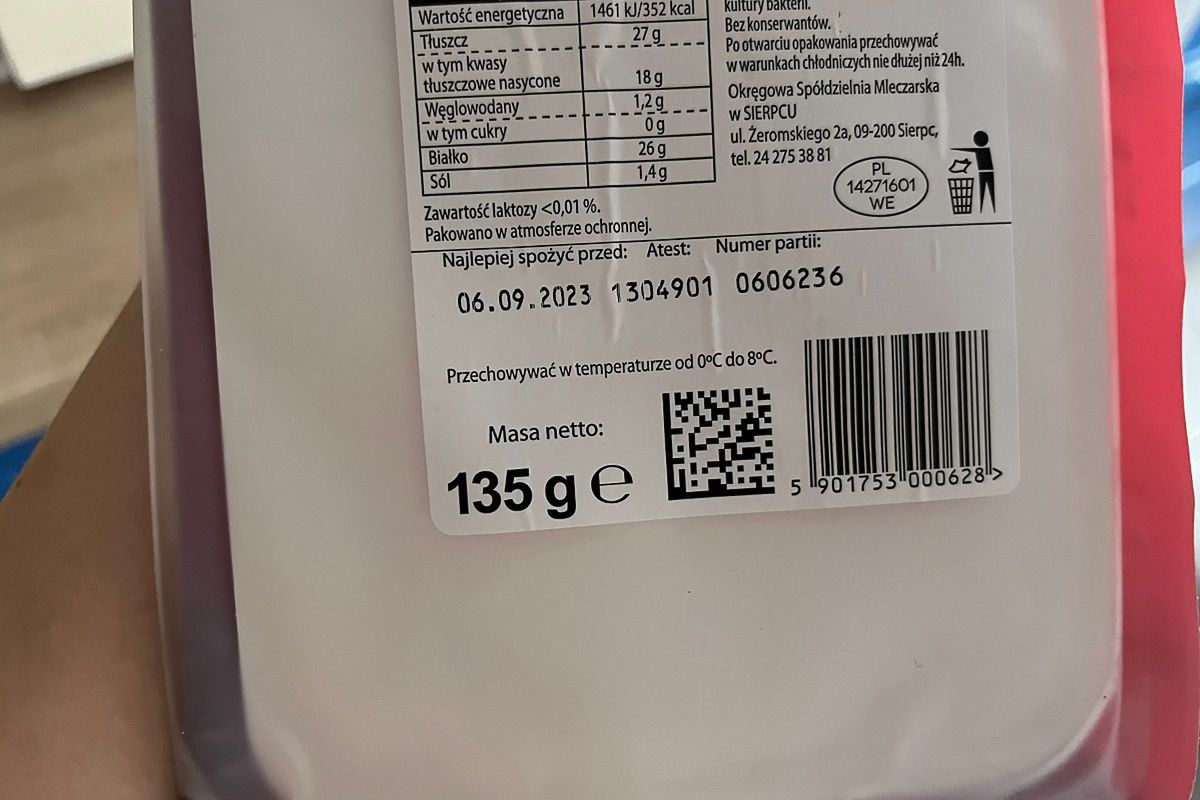 Wartość energetyczna 1461 kJ/352 kcal
Tłuszcz 27 g
w tym kwasy
tłuszczowe nasycone 18 g
Węglowodany 1,2 g
w tym cukry 0 g
Białko 26 g
Sól 1,4 g
Zawartość laktozy <0,01 %.
Pakowano w atmosferze ochronnej.
kultury bakterii.
Bez konserwantów.
Po otwarciu opakowania przechowywać
w warunkach chłodniczych nie dłużej niż 24h.
Okręgowa Spółdzielnia Mleczarska
w SIERPCU
ul. Żeromskiego 2a, 09-200 Sierpc,
tel. 24 275 38 81
PL
14271601
WE
Najlepiej spożyć przed: Atest: Numer partii:
06.09.2023 1304901 0606236
Przechowywać w temperaturze od 0ºC do 8ºC.
Masa netto:
135 g e
5 901753 000628 >